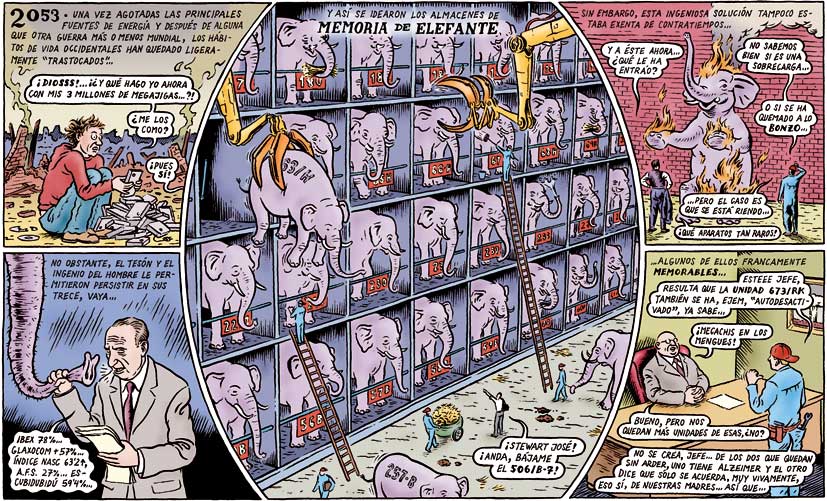 2053 · UNA VEZ AGOTADAS LAS PRINCIPALES
FUENTES DE ENERGÍA Y DESPUÉS DE ALGUNA
QUE OTRA GUERRA MÁS O MENOS MUNDIAL, LOS HÁBI-
TOS DE VIDA OCCIDENTALES HAN QUEDADO LIGERA-
MENTE "TRASTOCADOS"...
¡DIOSSS!...¿¡Y QUÉ HAGO YO AHORA
CON MIS 3 MILLONES DE MEGAJIGAS...?!
¿ME LOS
COMO?
¡PUES
SÍ!
NO OBSTANTE, EL TESÓN Y EL
INGENIO DEL HOMBRE LE PER-
MITIERON PERSISTIR EN SUS
TRECE, VAYA...
IBEX 78%...
GLAXOCOM +57%...
ÍNDICE NASC 632↑,
A.F.S. 27%... ES-
CUBIDUBIDÚ 59'4%...
Y ASÍ SE IDEARON LOS ALMACENES DE
MEMORIA DE ELEFANTE
63/M
257-B
¡STEWART JOSÉ!
¡ANDA, BÁJAME
EL 506/B-7!
SIN EMBARGO, ESTA INGENIOSA SOLUCIÓN TAMPOCO ES-
TABA EXENTA DE CONTRATIEMPOS...
Y A ÉSTE AHORA...
¿QUÉ LE HA
ENTRAO?
NO SABEMOS
BIEN SI ES UNA
SOBRECARGA...
O SI SE HA
QUEMADO A LO
BONZO...
...PERO EL CASO ES
QUE SE ESTÁ RIENDO...
¡QUÉ APARATOS TAN RAROS!
...ALGUNOS DE ELLOS FRANCAMENTE
MEMORABLES...
ESTEEE JEFE,
RESULTA QUE LA UNIDAD 673/RK
TAMBIÉN SE HA, EJEM, "AUTODESACTI-
VADO", YA SABE...
¡MECACHIS EN LOS
MENGUES!
BUENO, PERO NOS
QUEDAN MÁS UNIDADES DE ESAS, ¿NO?
NO SE CREA, JEFE... DE LOS DOS QUE QUEDAN
SIN ARDER, UNO TIENE ALZEIMER Y EL OTRO
DICE QUE SÓLO SE ACUERDA, MUY VIVAMENTE,
ESO SÍ, DE NUESTRAS MADRES... ASÍ QUE...